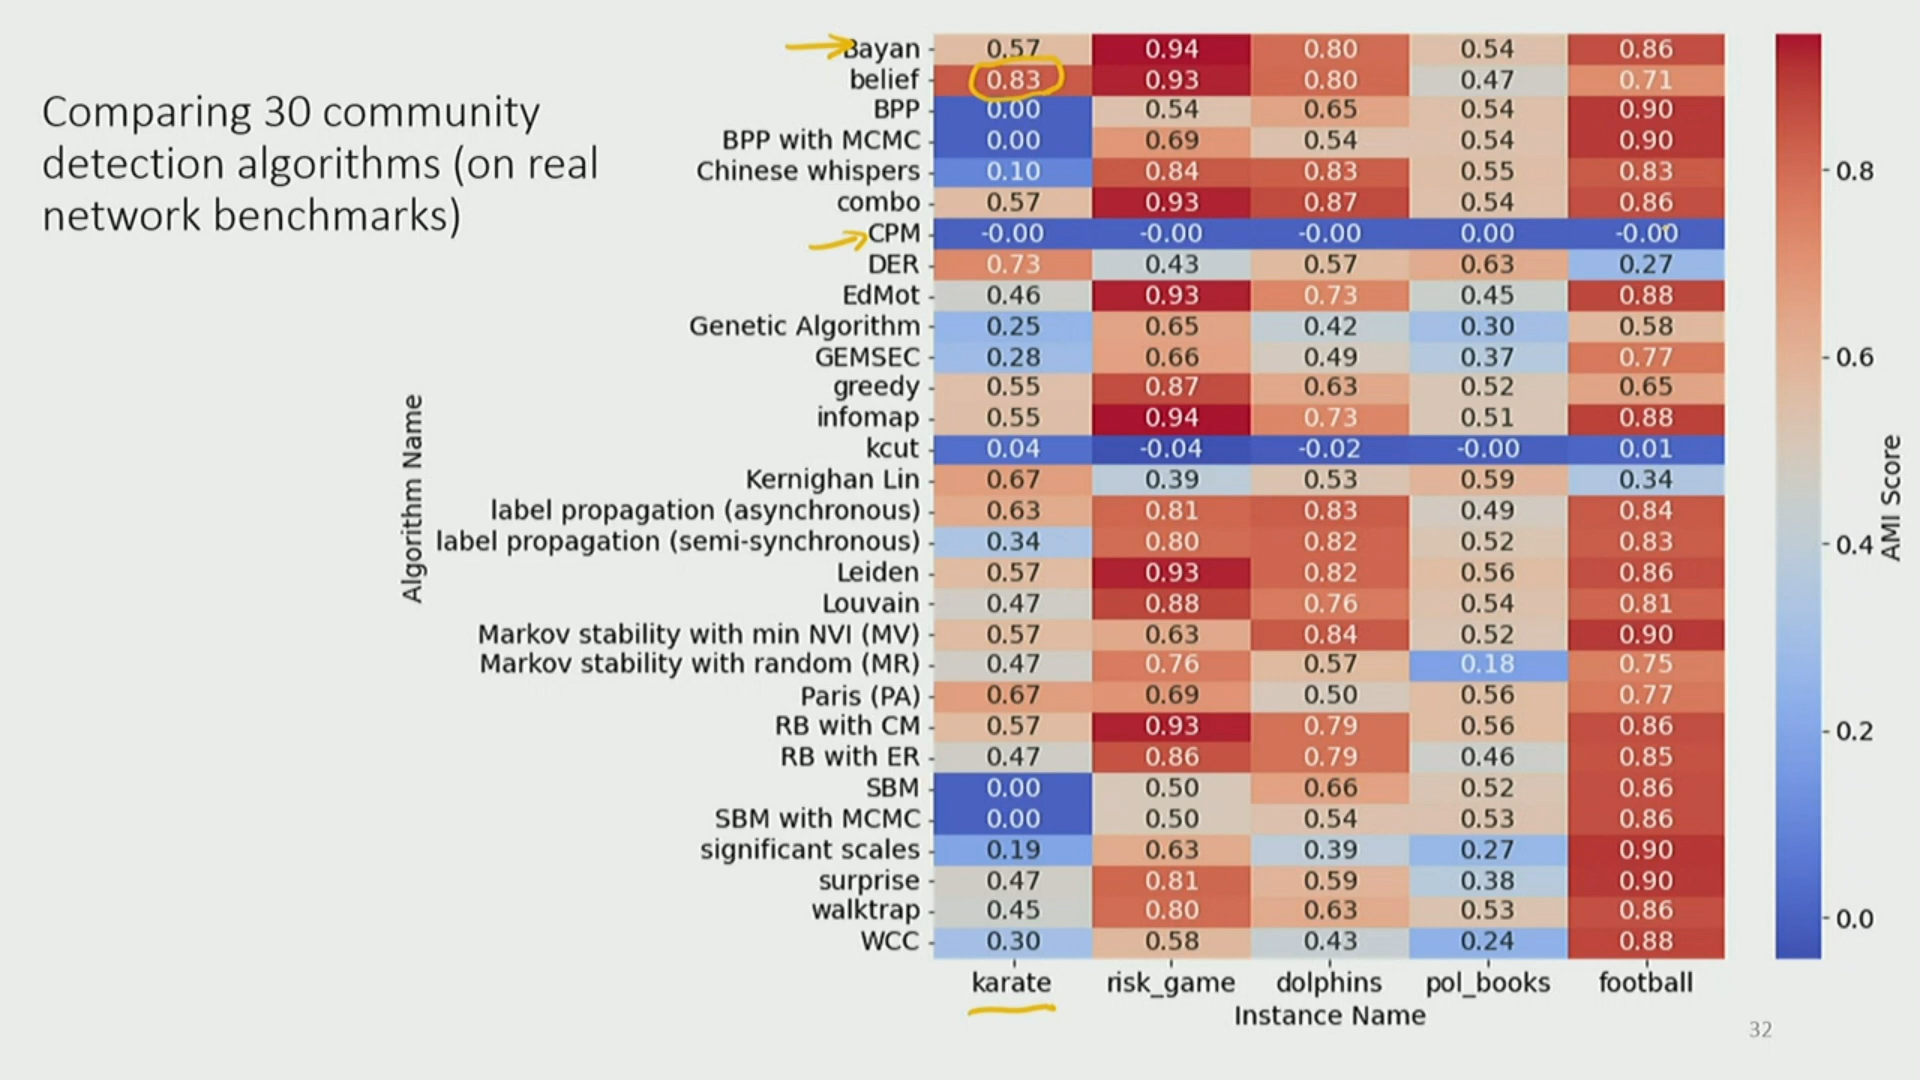 Comparing 30 community
detection algorithms (on real
network benchmarks)
Algorithm Name
Bayan 0.57 0.94 0.80 0.54 0.86
belief 0.83 0.93 0.80 0.47 0.71
BPP 0.00 0.54 0.65 0.54 0.90
BPP with MCMC 0.00 0.69 0.54 0.54 0.90
Chinese whispers 0.10 0.84 0.83 0.55 0.83
combo 0.57 0.93 0.87 0.54 0.86
CPM -0.00 -0.00 -0.00 0.00 -0.00
DER 0.73 0.43 0.57 0.63 0.27
EdMot 0.46 0.93 0.73 0.45 0.88
Genetic Algorithm 0.25 0.65 0.42 0.30 0.58
GEMSEC 0.28 0.66 0.49 0.37 0.77
greedy 0.55 0.87 0.63 0.52 0.65
infomap 0.55 0.94 0.73 0.51 0.88
kcut 0.04 -0.04 -0.02 -0.00 0.01
Kernighan Lin 0.67 0.39 0.53 0.59 0.34
label propagation (asynchronous) 0.63 0.81 0.83 0.49 0.84
label propagation (semi-synchronous) 0.34 0.80 0.82 0.52 0.83
Leiden 0.57 0.93 0.82 0.56 0.86
Louvain 0.47 0.88 0.76 0.54 0.81
Markov stability with min NVI (MV) 0.57 0.63 0.84 0.52 0.90
Markov stability with random (MR) 0.47 0.76 0.57 0.18 0.75
Paris (PA) 0.67 0.69 0.50 0.56 0.77
RB with CM 0.57 0.93 0.79 0.56 0.86
RB with ER 0.47 0.86 0.79 0.46 0.85
SBM 0.00 0.50 0.66 0.52 0.86
SBM with MCMC 0.00 0.50 0.54 0.53 0.86
significant scales 0.19 0.63 0.39 0.27 0.90
surprise 0.47 0.81 0.59 0.38 0.90
walktrap 0.45 0.80 0.63 0.53 0.86
WCC 0.30 0.58 0.43 0.24 0.88
karate risk_game dolphins pol_books football
Instance Name
0.8
0.6
0.4
0.2
0.0
AMI Score
32